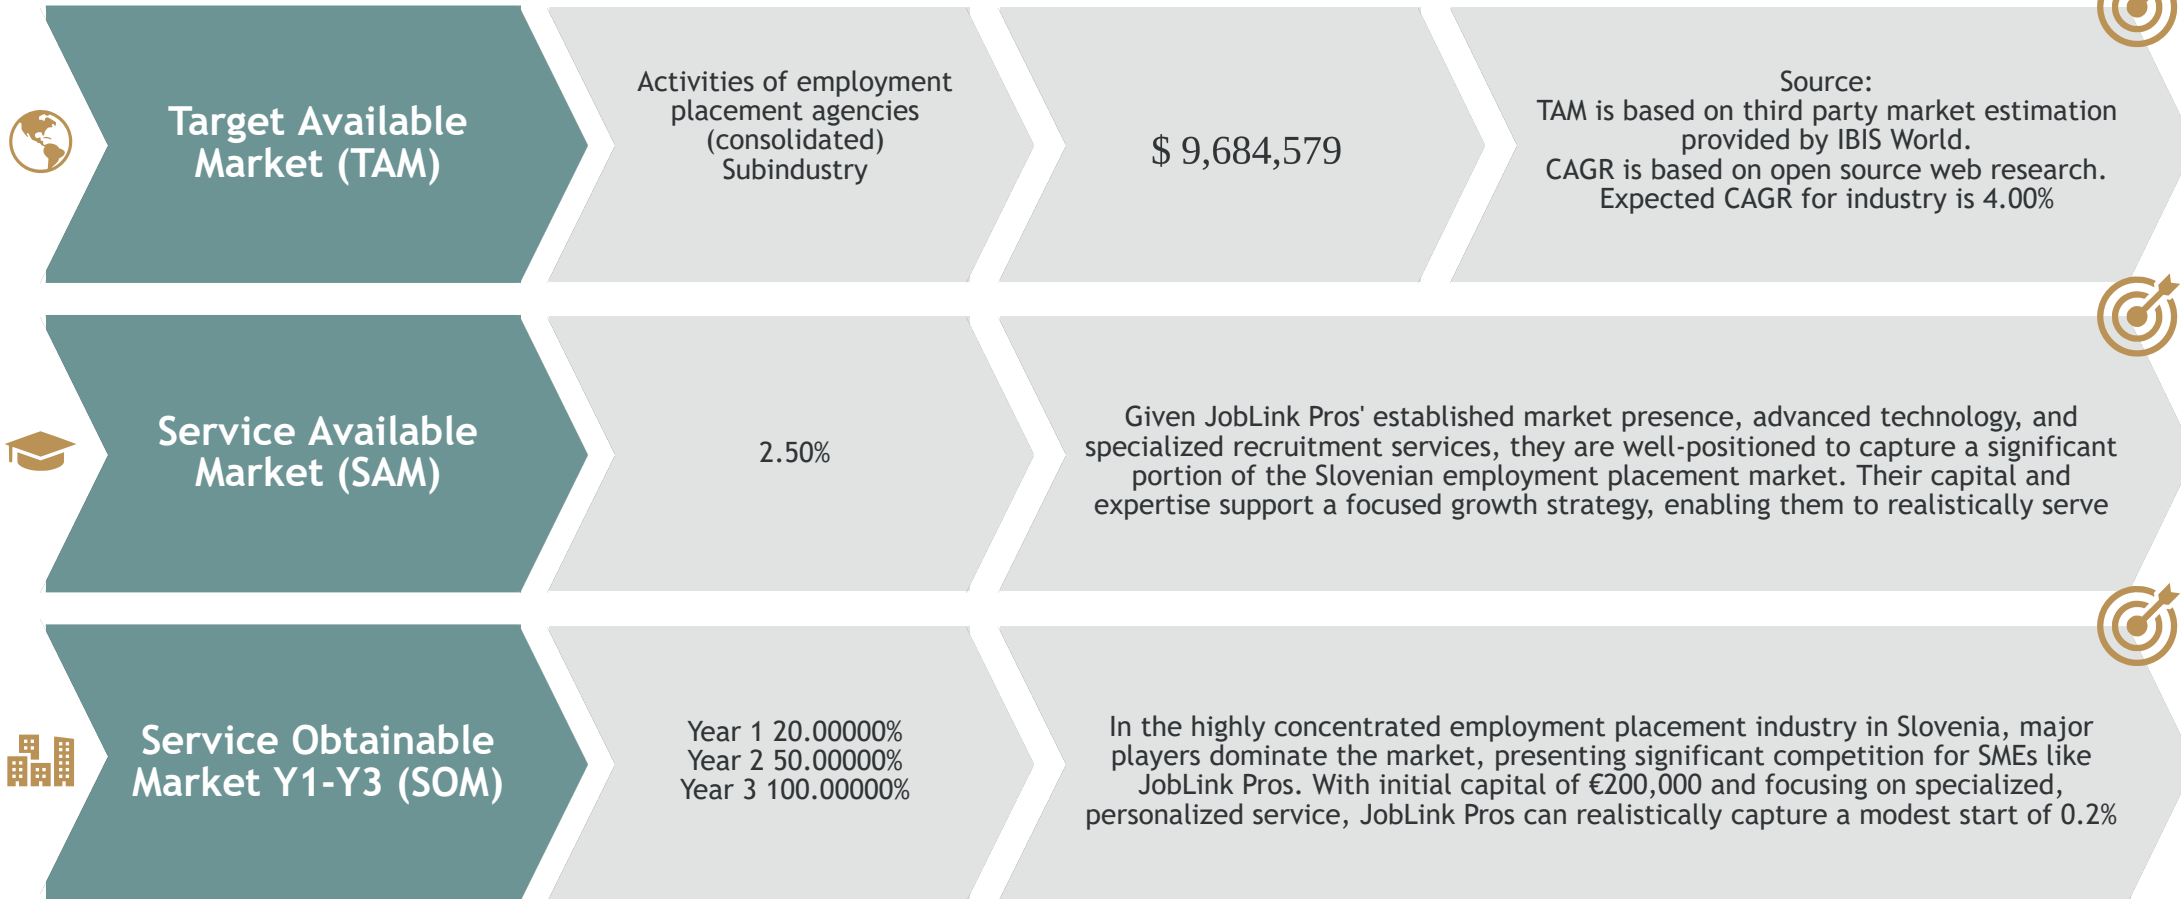 Target Available
Market (TAM)
Activities of employment
placement agencies
(consolidated)
Subindustry
$ 9,684,579
Source:
TAM is based on third party market estimation
provided by IBIS World.
CAGR is based on open source web research.
Expected CAGR for industry is 4.00%
Service Available
Market (SAM)
2.50%
Given JobLink Pros' established market presence, advanced technology, and
specialized recruitment services, they are well-positioned to capture a significant
portion of the Slovenian employment placement market. Their capital and
expertise support a focused growth strategy, enabling them to realistically serve
Service Obtainable
Market Y1-Y3 (SOM)
Year 1 20.00000%
Year 2 50.00000%
Year 3 100.00000%
In the highly concentrated employment placement industry in Slovenia, major
players dominate the market, presenting significant competition for SMEs like
JobLink Pros. With initial capital of €200,000 and focusing on specialized,
personalized service, JobLink Pros can realistically capture a modest start of 0.2%